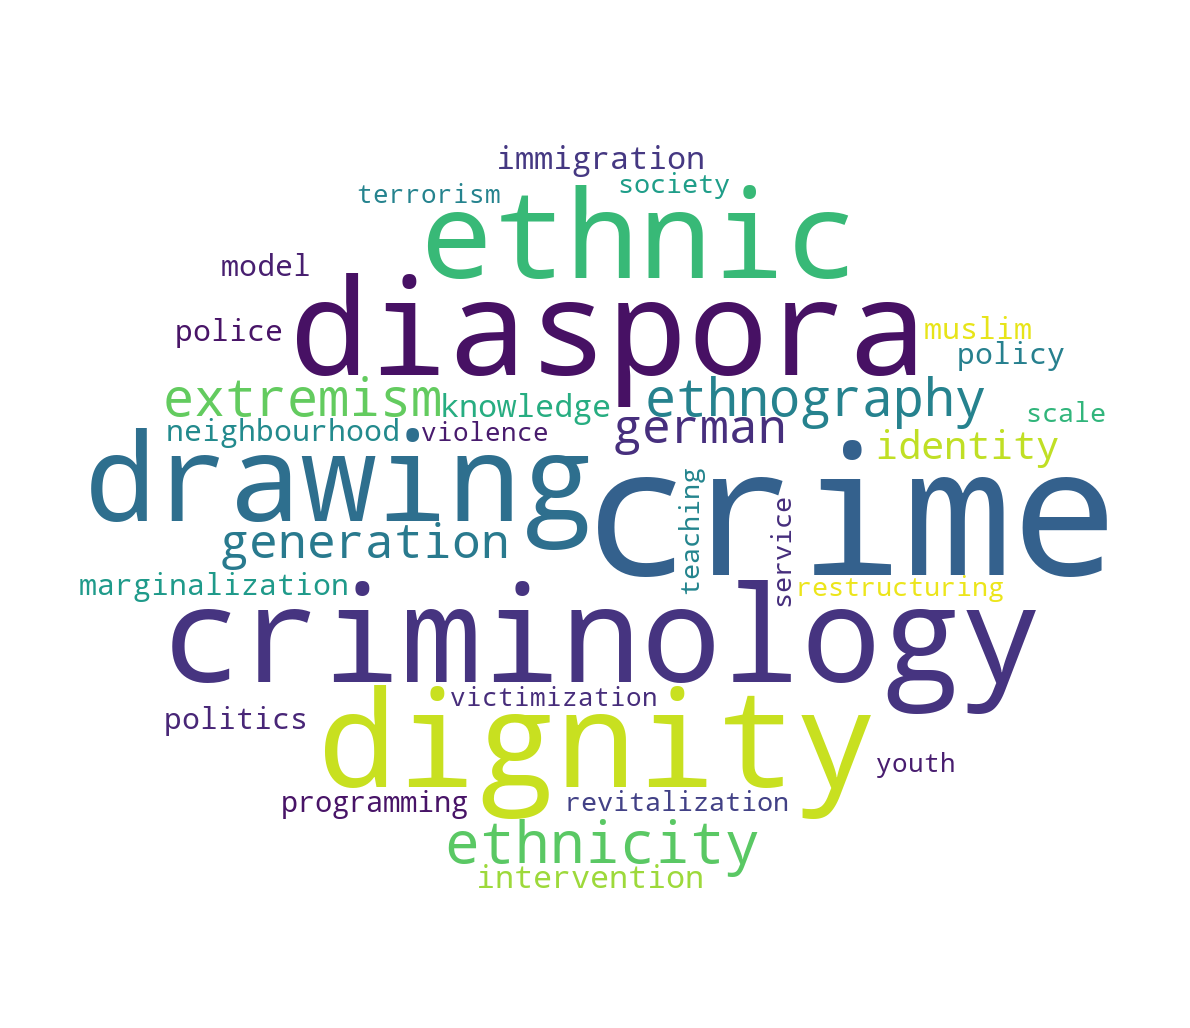 immigration
terrorism
society
ethnic
model
diaspora
police
muslim
policy
extremism
knowledge
ethnography
scale
neighbourhood
violence
german
identity
drawing
crime
teaching
service
generation
marginalization
restructuring
criminology
victimization
politics
dignity
youth
programming
revitalization
ethnicity
intervention